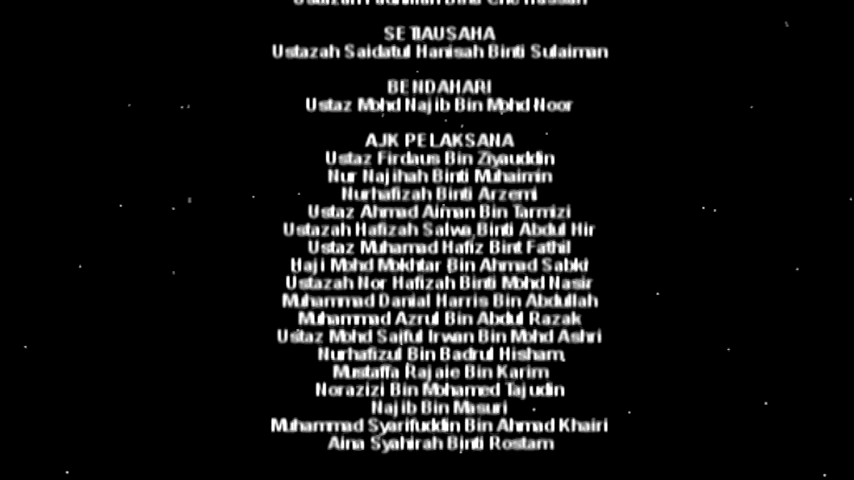 SETIAUSAHA
Ustazah Saidatul Hanisah Binti Sulaiman
BENDAHARI
Ustaz Mohd Najib Bin Mohd Noor
AJK PELAKSANA
Ustaz Firdaus Bin Ziyauddin
Nur Najihah Binti Muhaimin
Nurhafizah Binti Arzemi
Ustaz Ahmad Aiman Bin Tarmizi
Ustazah Hafizah Salwa Binti Abdul Hir
Ustaz Muhamad Hafiz Bint Fathil
Haji Mohd Mokhtar Bin Ahmad Sabki
Ustazah Nor Hafizah Binti Mohd Nasir
Muhammad Danial Harris Bin Abdullah
Muhammad Azrul Bin Abdul Razak
Ustaz Mohd Saiful Irwan Bin Mohd Ashri
Nurhafizul Bin Badrul Hisham
Mustaffa Rajaie Bin Karim
Norazizi Bin Mohamed Tajudin
Najib Bin Masuri
Muhammad Syarifuddin Bin Ahmad Khairi
Aina Syahirah Binti Rostam